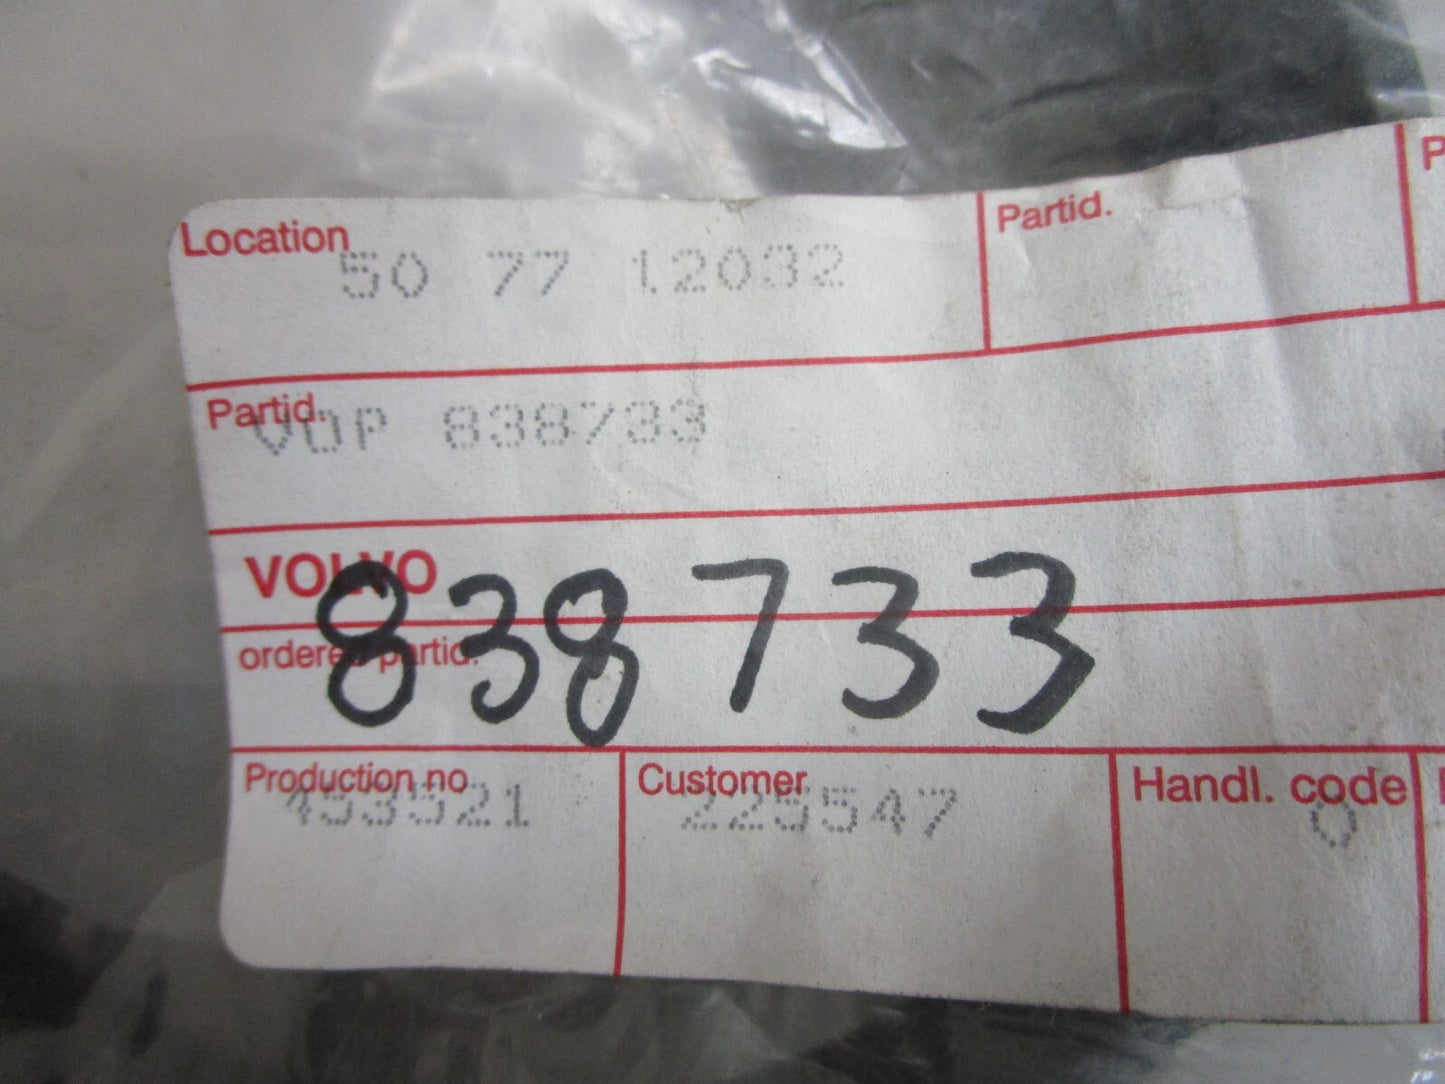 Location Partid. P
50 77 12032
Partid.
VOP 838733
VOLVO
838733
ordered partid.
Production no Customer Handl. code
453521 225547 0